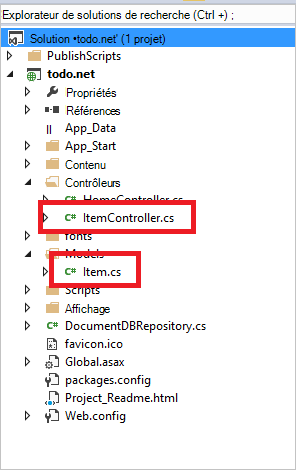 Explorateur de solutions de recherche (Ctrl +) ;
Solution •todo.net' (1 projet)
PublishScripts
todo.net
Propriétés
Références
App_Data
App_Start
Contenu
Contrôleurs
HomeController.cs
ItemController.cs
fonts
Models
Item.cs
Scripts
Affichage
DocumentDBRepository.cs
favicon.ico
Global.asax
packages.config
Project_Readme.html
Web.config